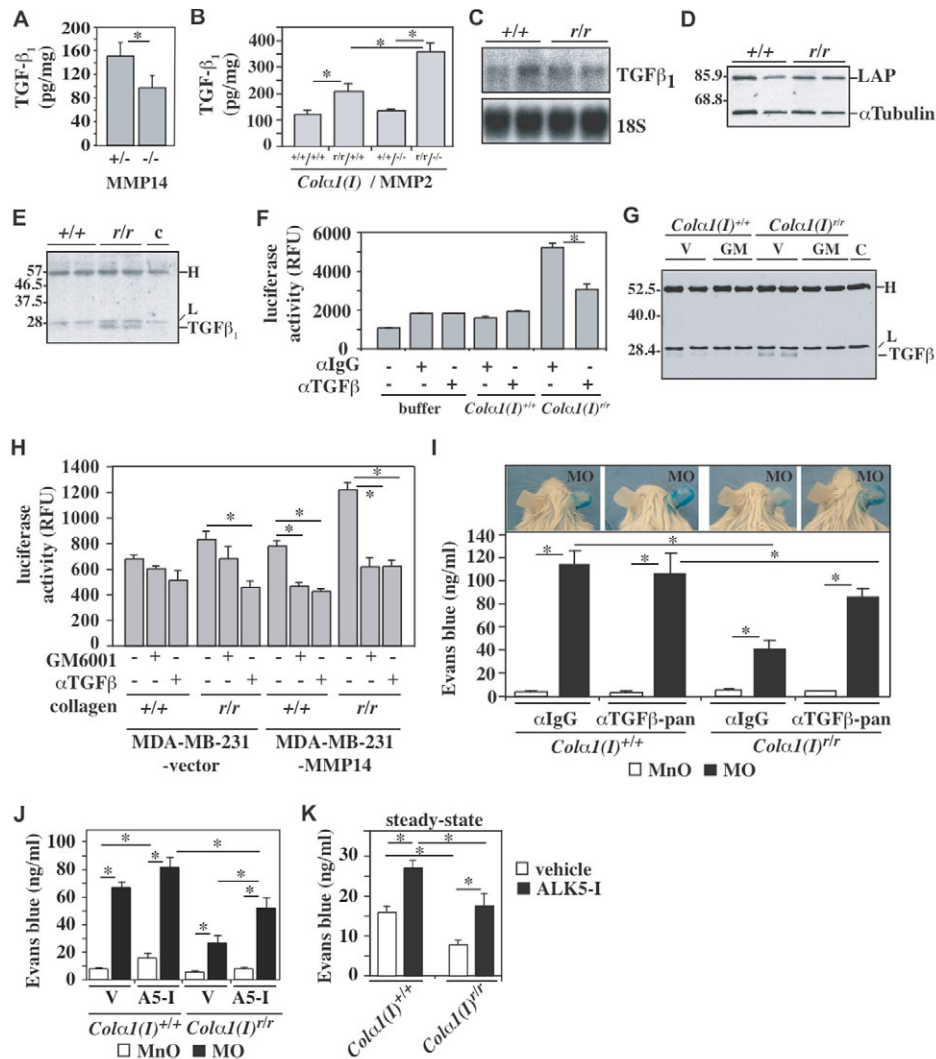 A
TGF-β1
(pg/mg)
200
160
120
80
40
0
*
+/- -/-
MMP14
B
TGF-β1
(pg/mg)
400
300
200
100
0
* * *
+/+/+/+ r/r/+/+ +/+/-/- r/r/-/-
Colα1(I) / MMP2
C
+/+ r/r
TGFβ1
18S
D
+/+ r/r
85.9 LAP
68.8
αTubulin
E
+/+ r/r c
57 H
46.5
37.5
L
28 TGFβ1
F
luciferase
activity (RFU)
6000
4000
2000
0
*
αIgG - + - + - + -
αTGFβ - - + - + - +
buffer Colα1(I)+/+ Colα1(I)r/r
G
Colα1(I)+/+ Colα1(I)r/r
V GM V GM C
52.5 H
40.0
L
28.4
TGFβ
H
luciferase
activity (RFU)
1400
1200
1000
800
600
400
200
0
* * * * *
GM6001 - + - - + - - + - - + -
αTGFβ - - + - - + - - + - - +
collagen +/+ r/r +/+ r/r
MDA-MB-231 MDA-MB-231
-vector -MMP14
I
MO MO MO MO
Evans blue (ng/ml)
140
120
100
80
60
40
20
0
* * * * * *
αIgG αTGFβ-pan αIgG αTGFβ-pan
Colα1(I)+/+ Colα1(I)r/r
MnO MO
J
Evans blue (ng/ml)
100
80
60
40
20
0
* * * * * * *
V A5-I V A5-I
Colα1(I)+/+ Colα1(I)r/r
MnO MO
K
steady-state
Evans blue (ng/ml)
30
20
15
10
0
* * * *
Colα1(I)+/+ Colα1(I)r/r
vehicle
ALK5-I